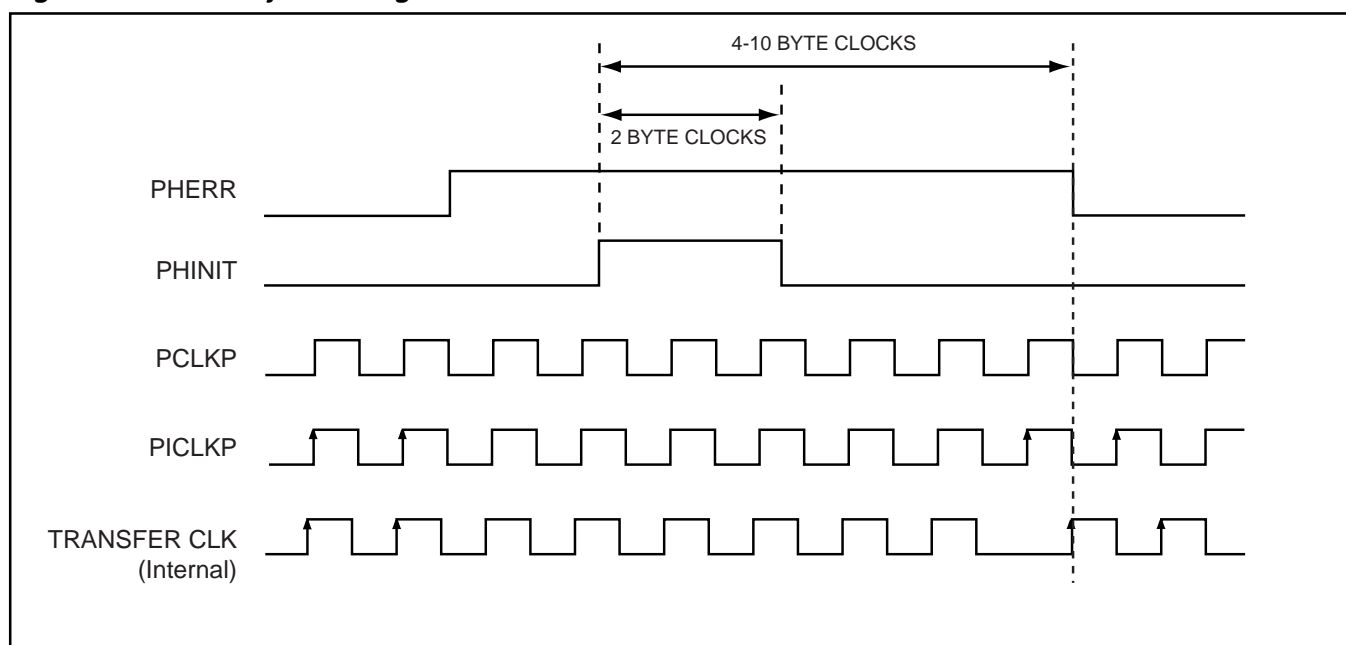 4-10 BYTE CLOCKS
2 BYTE CLOCKS
PHERR
PHINIT
PCLKP
PICLKP
TRANSFER CLK
(Internal)